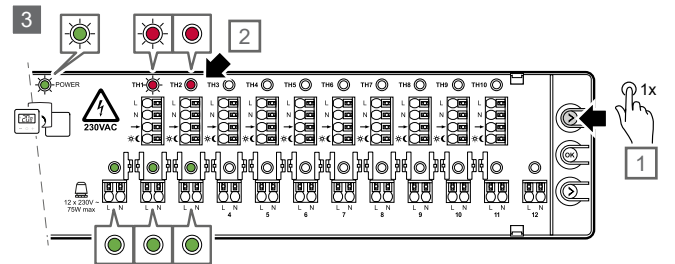 3
2
1x
1
POWER
TH1 TH2 TH3 TH4 TH5 TH6 TH7 TH8 TH9 TH10
L
N
230VAC
OK
12 x 230V ~
75W max
L N L N L N L N L N L N L N L N L N L N L N L N
4 5 6 7 8 9 10 11 12